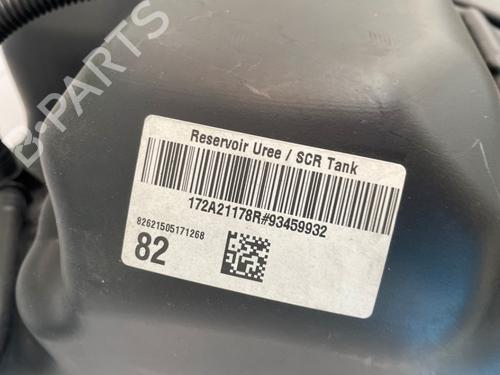 B-PARTS
Reservoir Uree / SCR Tank
172A21178R#93459932
82621505171268
82